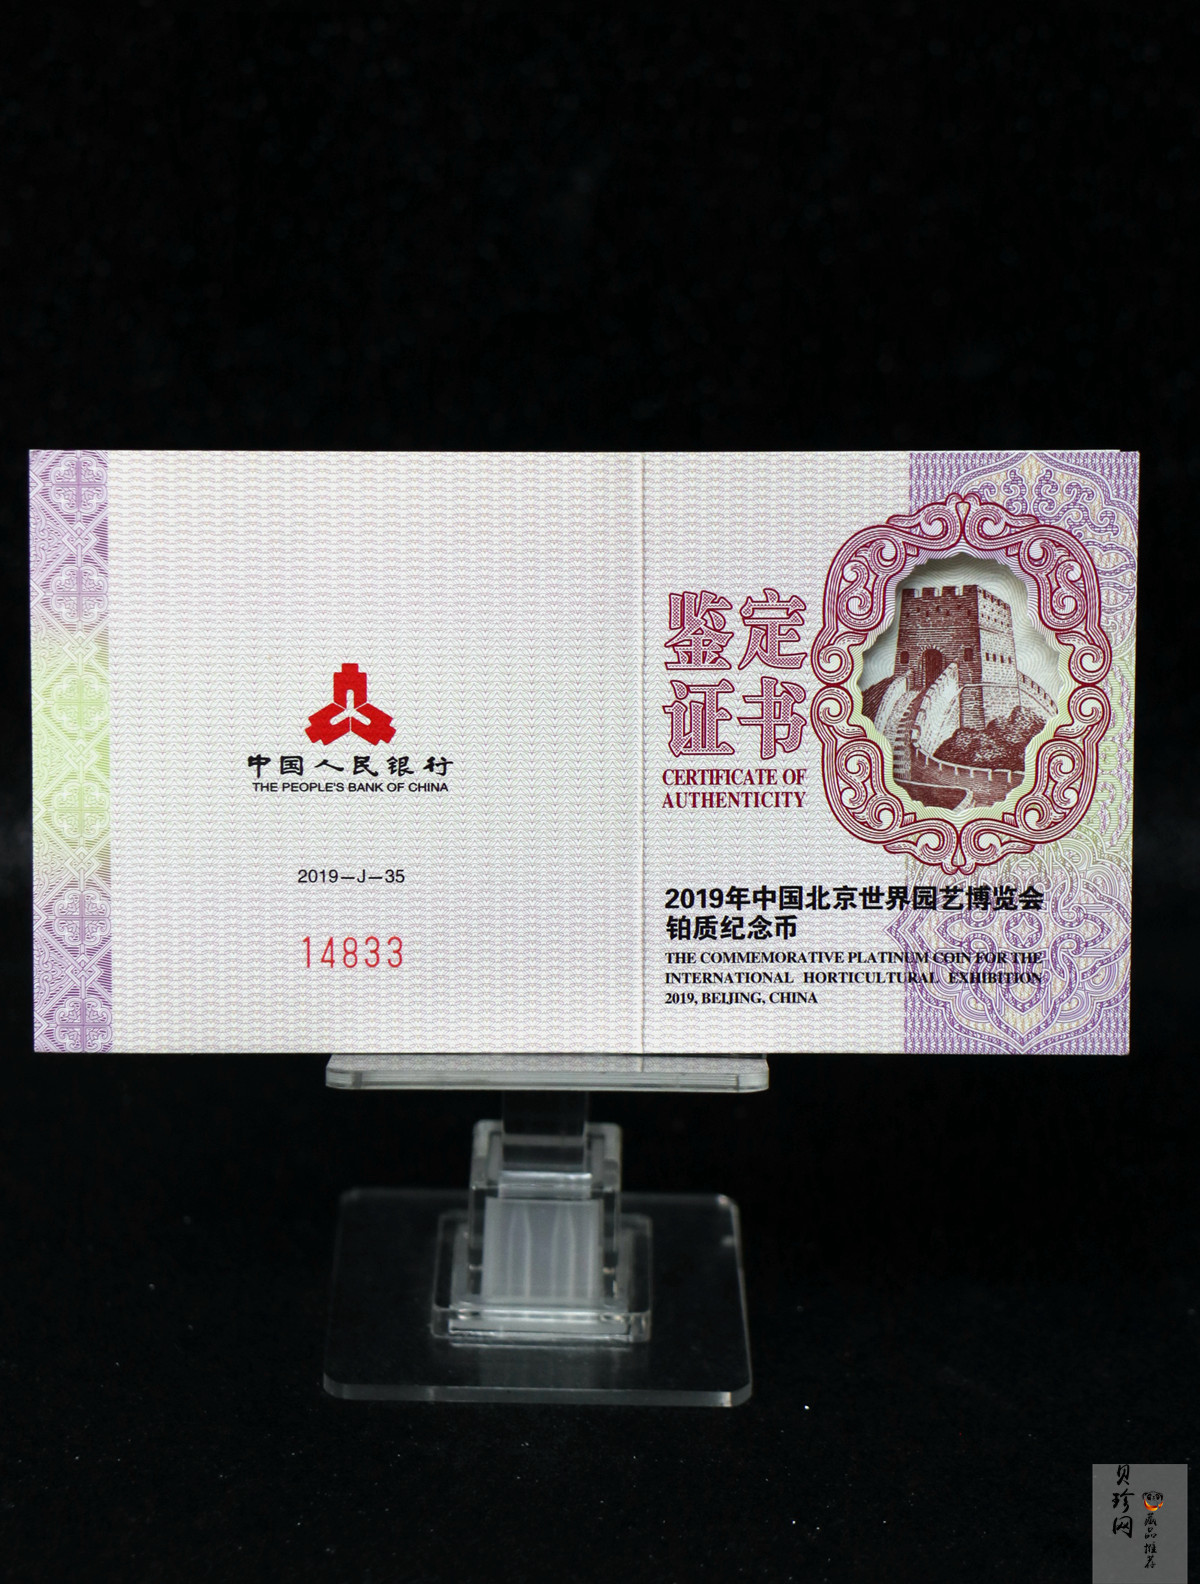 中国人民银行
THE PEOPLE'S BANK OF CHINA
2019—J—35
14833
鉴定
证书
CERTIFICATE OF
AUTHENTICITY
2019年中国北京世界园艺博览会
铂质纪念币
THE COMMEMORATIVE PLATINUM COIN FOR THE
INTERNATIONAL HORTICULTURAL EXHIBITION
2019, BEIJING, CHINA
贝珍网
藏品推荐